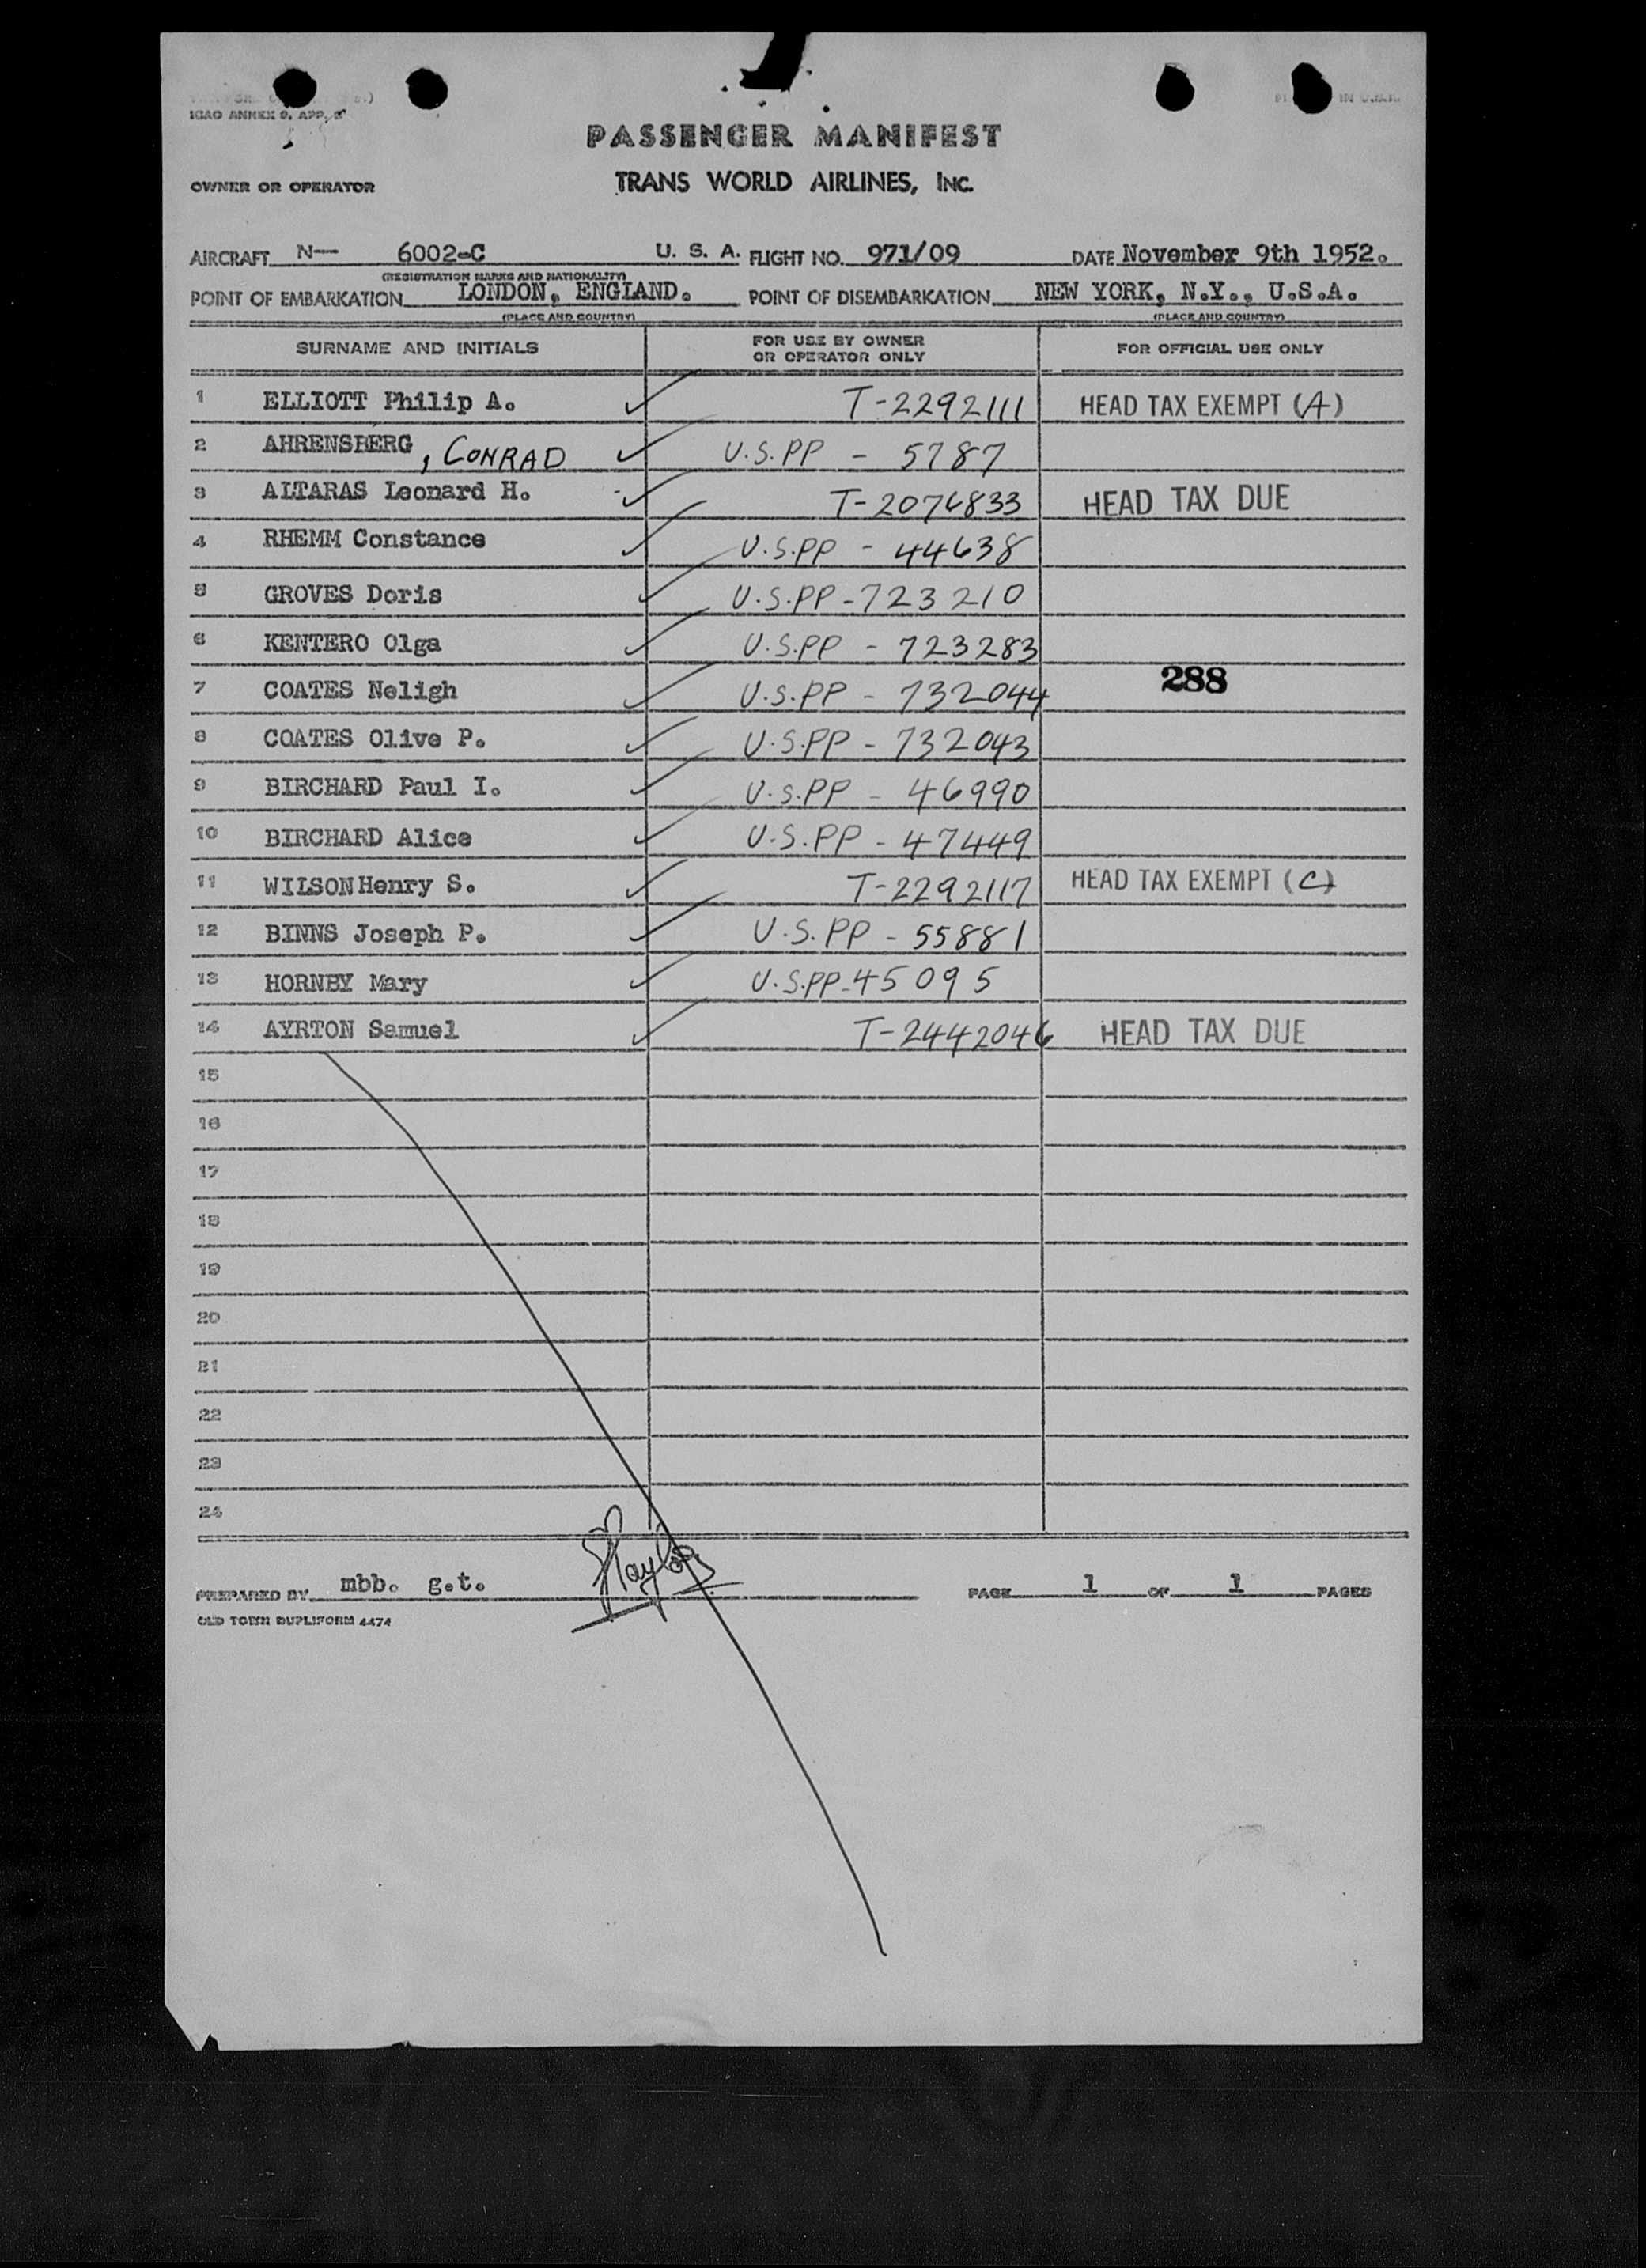 ICAO ANNEX 9, APP. 5
IN U.S.A.
PASSENGER MANIFEST
OWNER OR OPERATOR TRANS WORLD AIRLINES, INC.
AIRCRAFT N— 6002-C U. S. A. FLIGHT NO. 971/09 DATE November 9th 1952.
(REGISTRATION MARKS AND NATIONALITY)
POINT OF EMBARKATION LONDON, ENGLAND. POINT OF DISEMBARKATION NEW YORK, N.Y., U.S.A.
(PLACE AND COUNTRY) (PLACE AND COUNTRY)
SURNAME AND INITIALS FOR USE BY OWNER OR OPERATOR ONLY FOR OFFICIAL USE ONLY
1 ELLIOTT Philip A. T-2292111 HEAD TAX EXEMPT (A)
2 AHRENSBERG, CONRAD U.S.PP - 5787
3 ALTARAS Leonard H. T-2076833 HEAD TAX DUE
4 RHEMM Constance U.S.PP - 44638
5 GROVES Doris U.S.PP - 723210
6 KENTERO Olga U.S.PP - 723283
7 COATES Neligh U.S.PP - 732044 288
8 COATES Olive P. U.S.PP - 732043
9 BIRCHARD Paul I. U.S.PP - 46990
10 BIRCHARD Alice U.S.PP - 47449
11 WILSON Henry S. T-2292117 HEAD TAX EXEMPT (C)
12 BINNS Joseph P. U.S.PP - 55881
13 HORNBY Mary U.S.PP-45095
14 AYRTON Samuel T-2442046 HEAD TAX DUE
15
16
17
18
19
20
21
22
23
24
PREPARED BY mbb. g.t. PAGE 1 OF 1 PAGES
OLD TOWN DUPLIFORM 4474